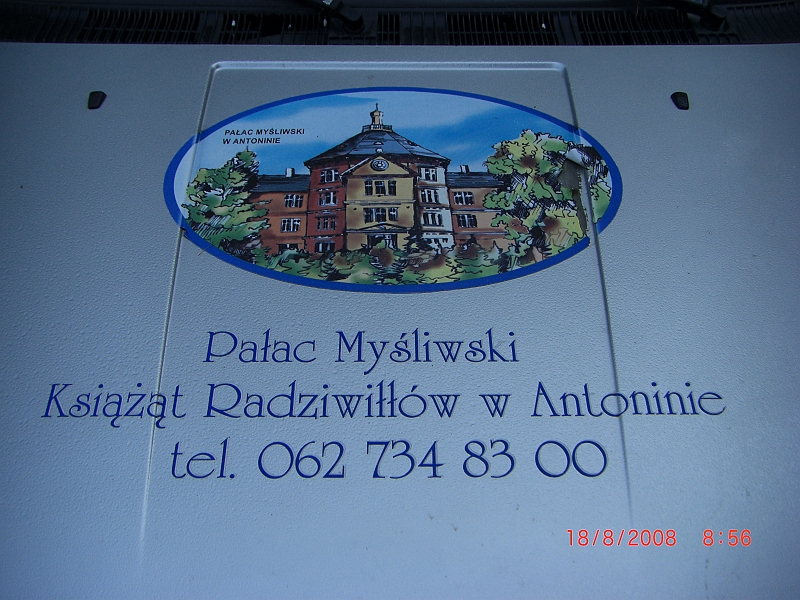 PAŁAC MYŚLIWSKI
W ANTONINIE
Pałac Myśliwski
Książąt Radziwiłłów w Antoninie
tel. 062 734 83 00
18/8/2008 8:56